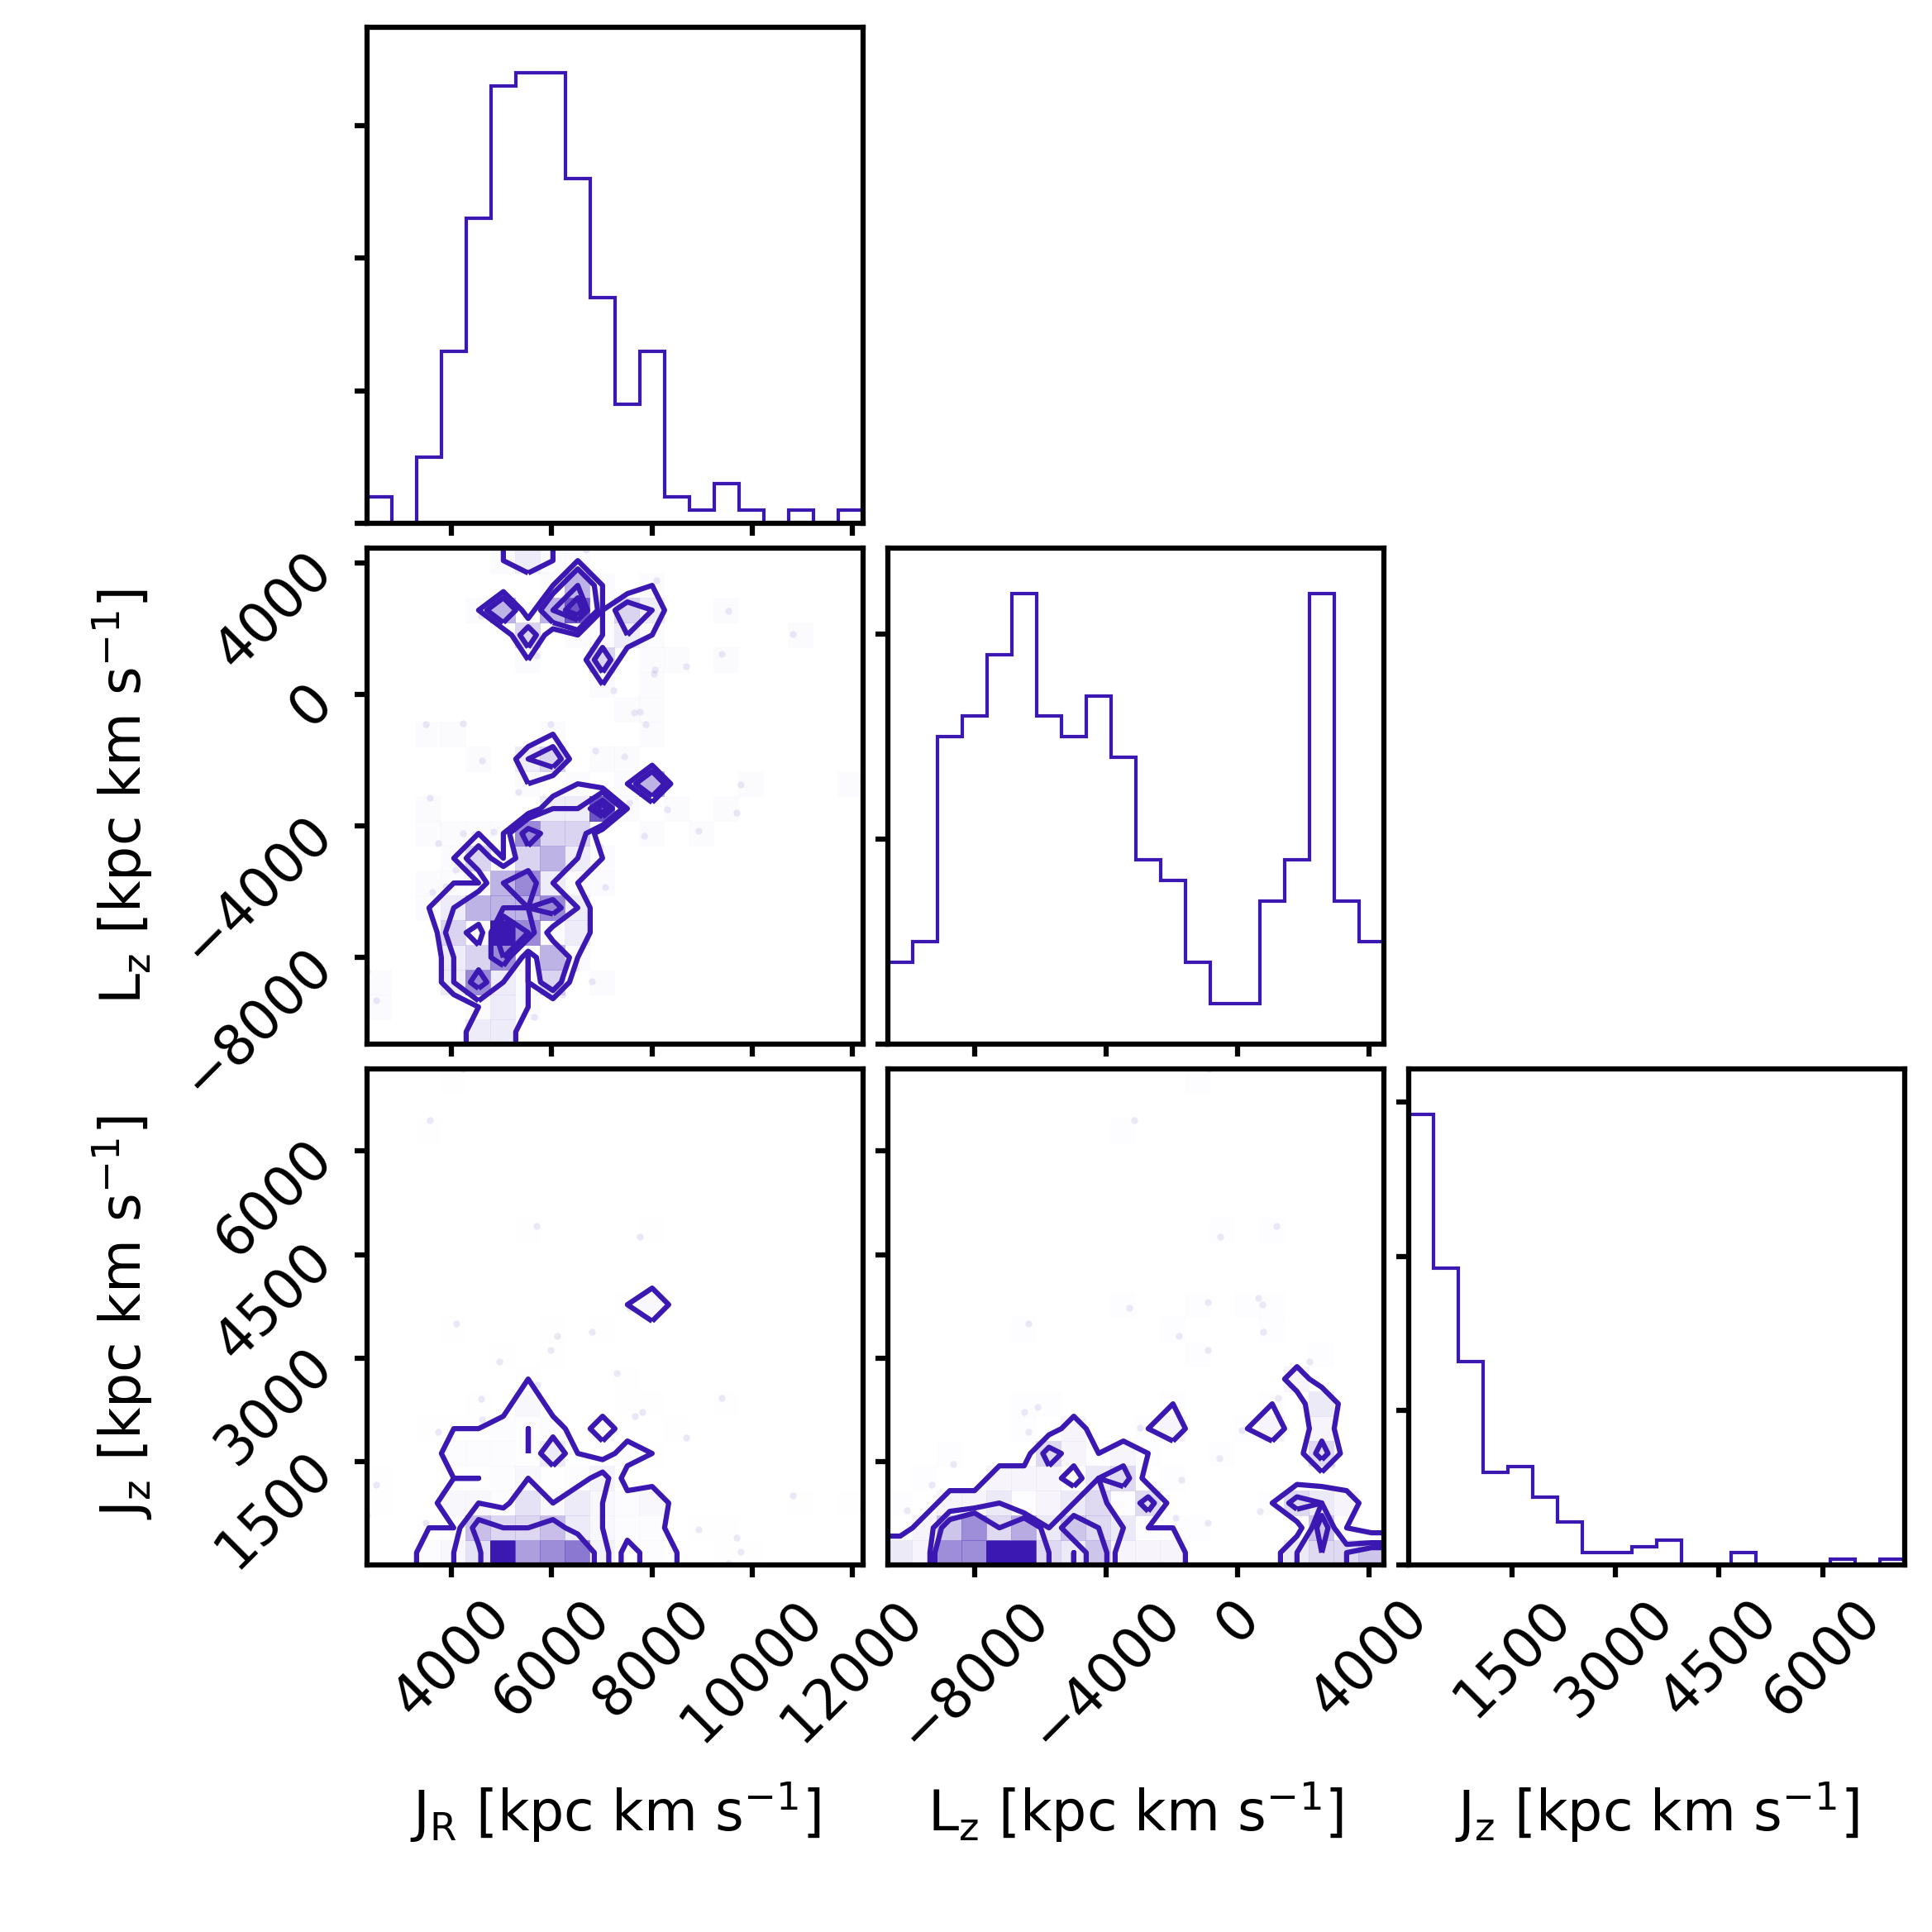 4000
0
−4000
−8000
L_z [kpc km s⁻¹]
6000
4500
3000
1500
J_z [kpc km s⁻¹]
4000 6000 8000 10000 12000
−8000 −4000 0 4000
1500 3000 4500 6000
J_R [kpc km s⁻¹]
L_z [kpc km s⁻¹]
J_z [kpc km s⁻¹]